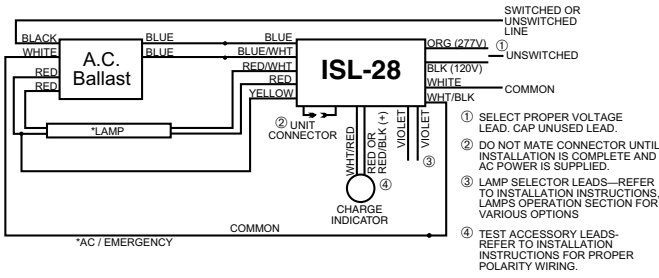 SWITCHED OR
UNSWITCHED
LINE
BLACK
BLUE
BLUE
ORG (277V)
①
WHITE
BLUE
BLUE/WHT
UNSWITCHED
A.C.
Ballast
ISL-28
RED
RED/WHT
BLK (120V)
RED
RED
WHITE
COMMON
YELLOW
WHT/BLK
*LAMP
② UNIT
CONNECTOR
WHT/RED
RED OR
RED/BLK (+)
VIOLET
VIOLET
③
④
CHARGE
INDICATOR
COMMON
*AC / EMERGENCY
① SELECT PROPER VOLTAGE
LEAD. CAP UNUSED LEAD.
② DO NOT MATE CONNECTOR UNTIL
INSTALLATION IS COMPLETE AND
AC POWER IS SUPPLIED.
③ LAMP SELECTOR LEADS—REFER
TO INSTALLATION INSTRUCTIONS,
LAMPS OPERATION SECTION FOR
VARIOUS OPTIONS
④ TEST ACCESSORY LEADS-
REFER TO INSTALLATION
INSTRUCTIONS FOR PROPER
POLARITY WIRING.